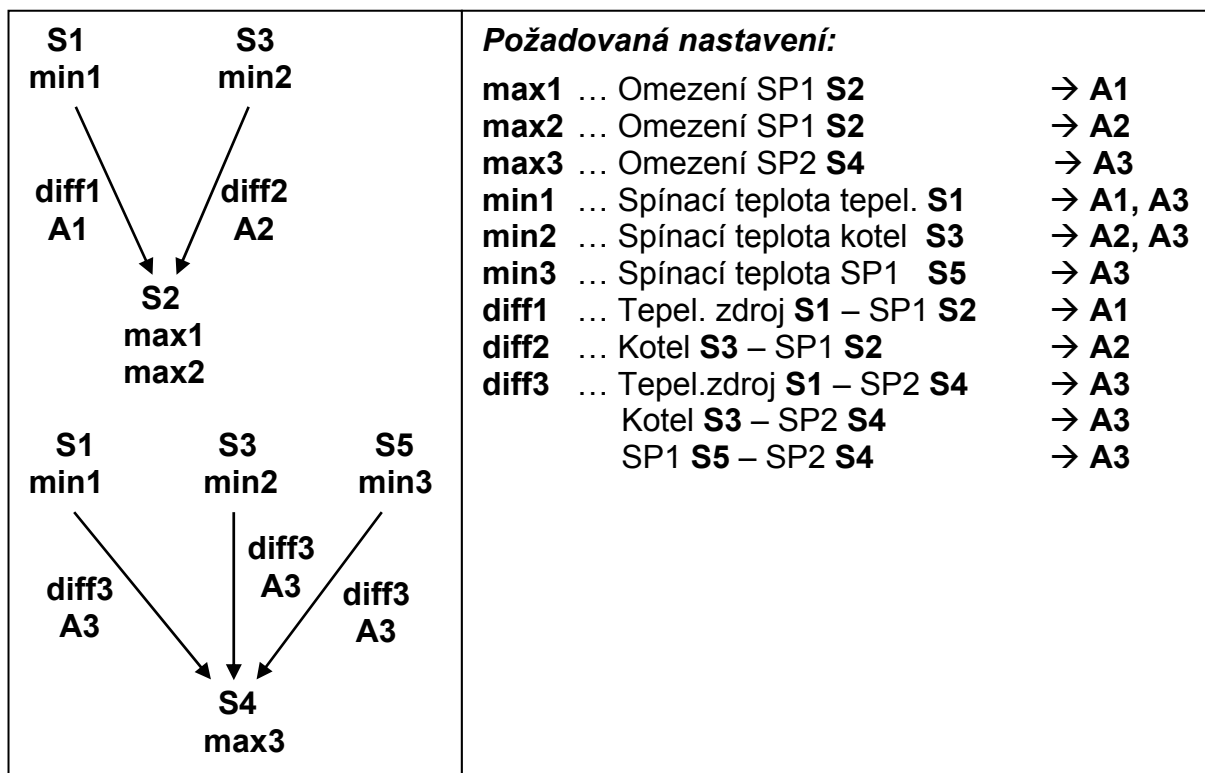 S1 S3
min1 min2
diff1 diff2
A1 A2
S2
max1
max2
S1 S3 S5
min1 min2 min3
diff3
A3
diff3 diff3
A3 A3
S4
max3
Požadovaná nastavení:
max1 … Omezení SP1 S2 → A1
max2 … Omezení SP1 S2 → A2
max3 … Omezení SP2 S4 → A3
min1 … Spínací teplota tepel. S1 → A1, A3
min2 … Spínací teplota kotel S3 → A2, A3
min3 … Spínací teplota SP1 S5 → A3
diff1 … Tepel. zdroj S1 – SP1 S2 → A1
diff2 … Kotel S3 – SP1 S2 → A2
diff3 … Tepel.zdroj S1 – SP2 S4 → A3
Kotel S3 – SP2 S4 → A3
SP1 S5 – SP2 S4 → A3